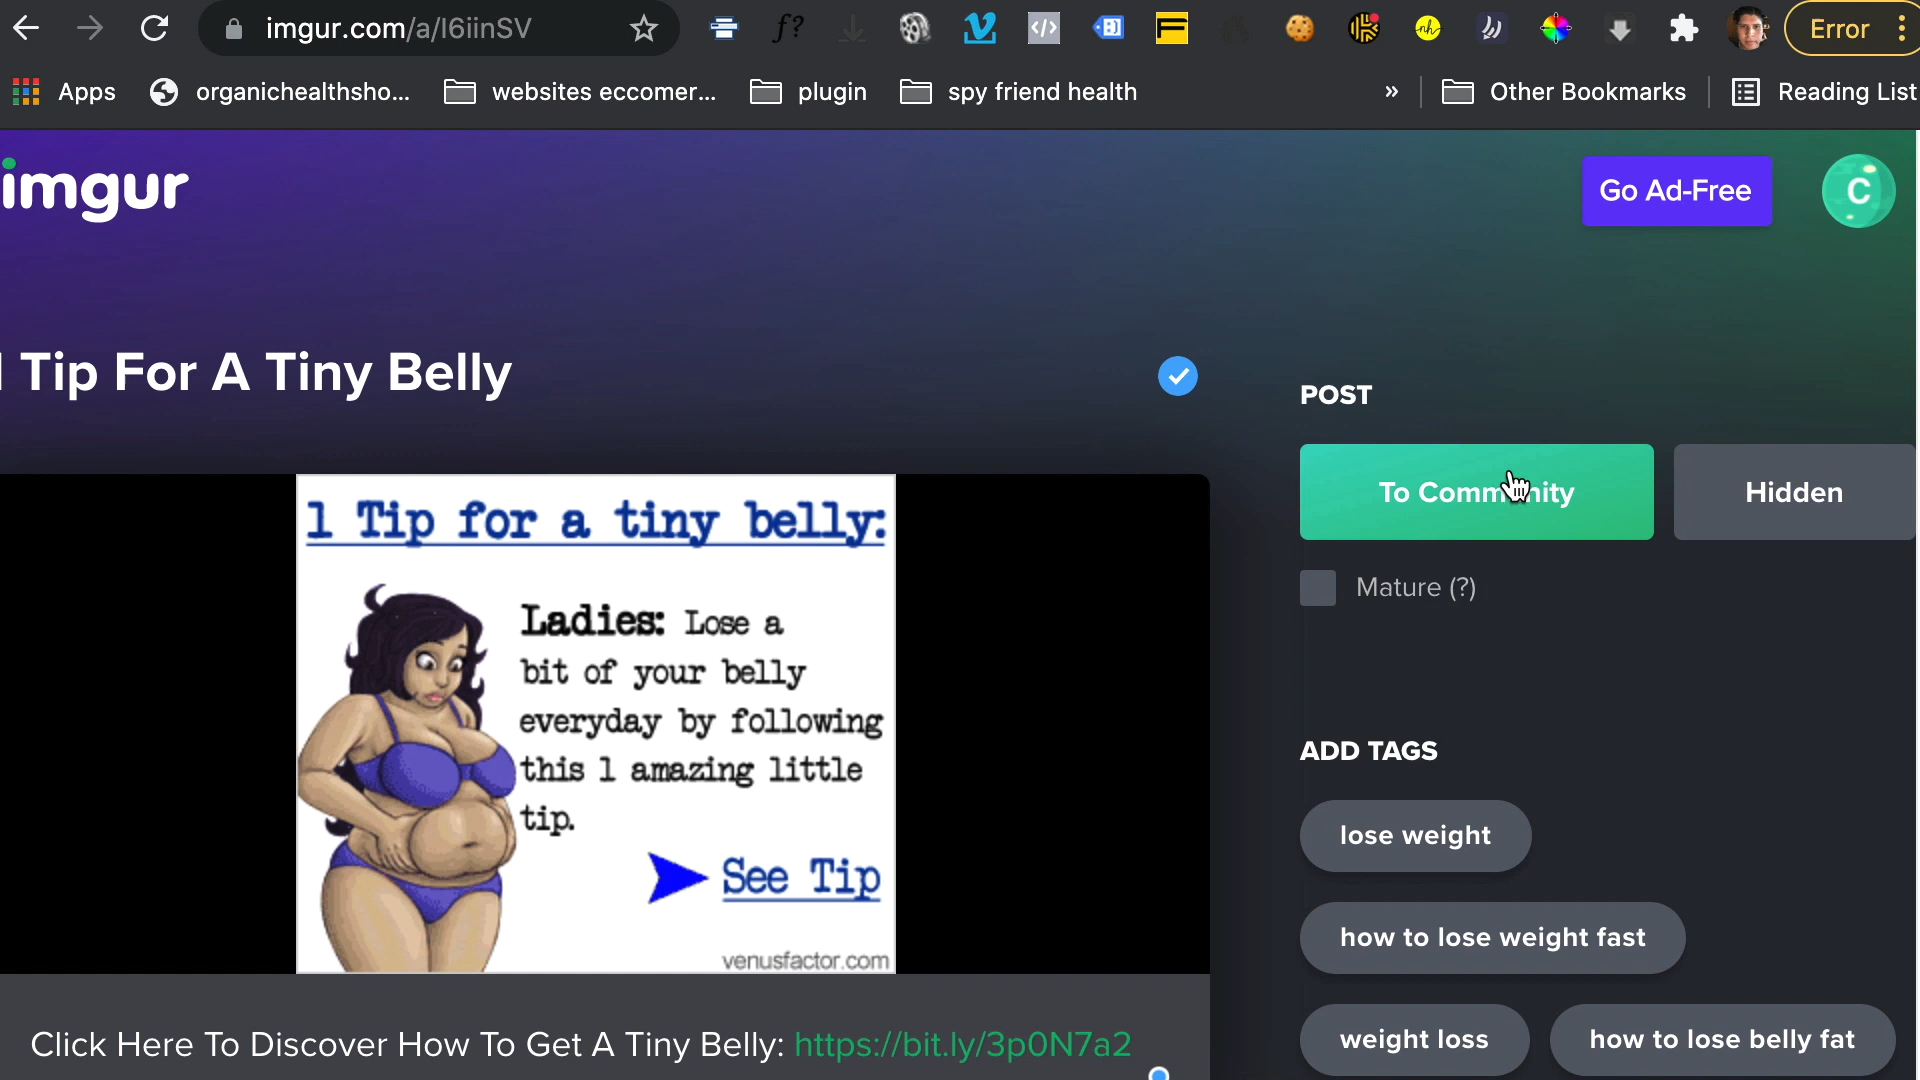 imgur.com/a/I6iinSV
f?
nh
Error
Apps
organichealthsho...
websites eccomer...
plugin
spy friend health
»
Other Bookmarks
Reading List
imgur
Go Ad-Free
C
1 Tip For A Tiny Belly
POST
To Community
Hidden
Mature (?)
1 Tip for a tiny belly:
Ladies: Lose a
bit of your belly
everyday by following
this 1 amazing little
tip.
See Tip
venusfactor.com
ADD TAGS
lose weight
how to lose weight fast
weight loss
how to lose belly fat
Click Here To Discover How To Get A Tiny Belly: https://bit.ly/3p0N7a2